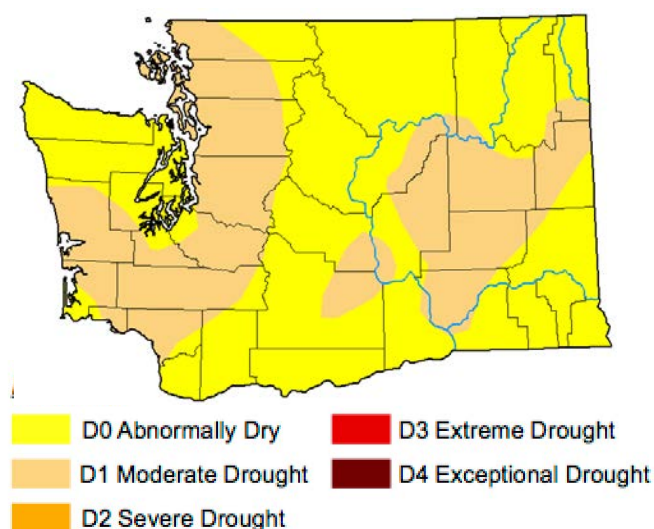 D0 Abnormally Dry
D1 Moderate Drought
D2 Severe Drought
D3 Extreme Drought
D4 Exceptional Drought